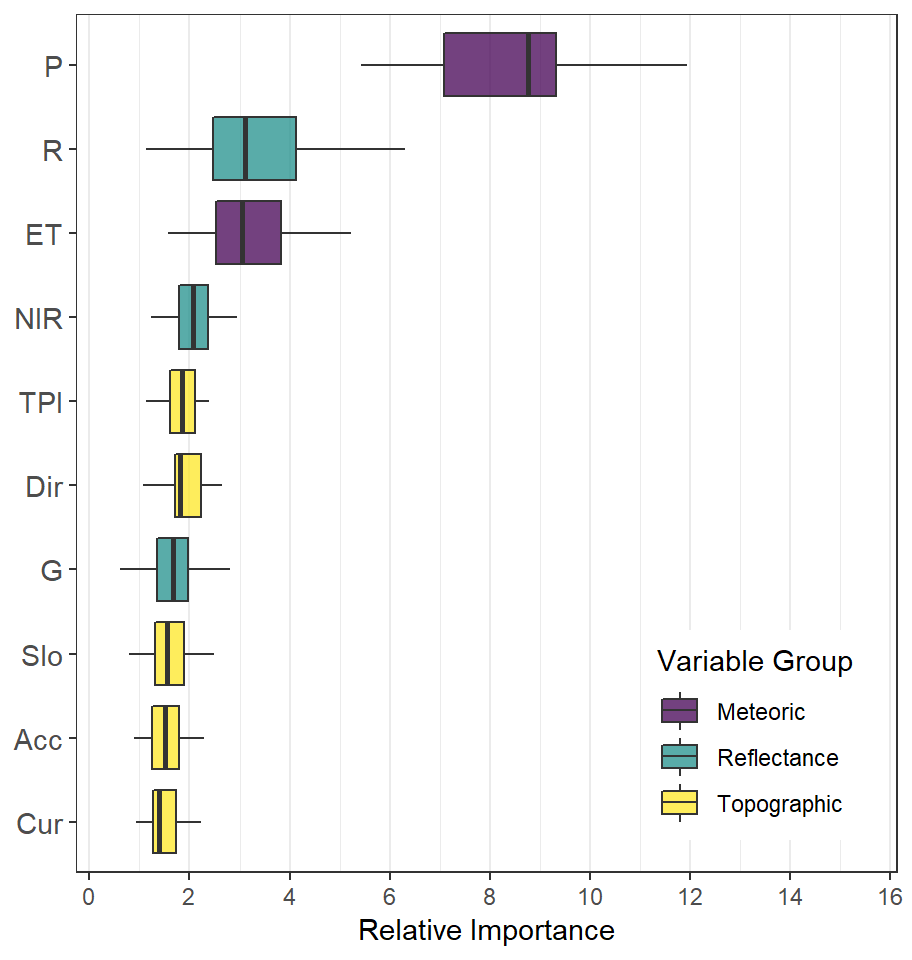 P
R
ET
NIR
TPI
Dir
G
Slo
Acc
Cur
Variable Group
Meteoric
Reflectance
Topographic
0 2 4 6 8 10 12 14 16
Relative Importance